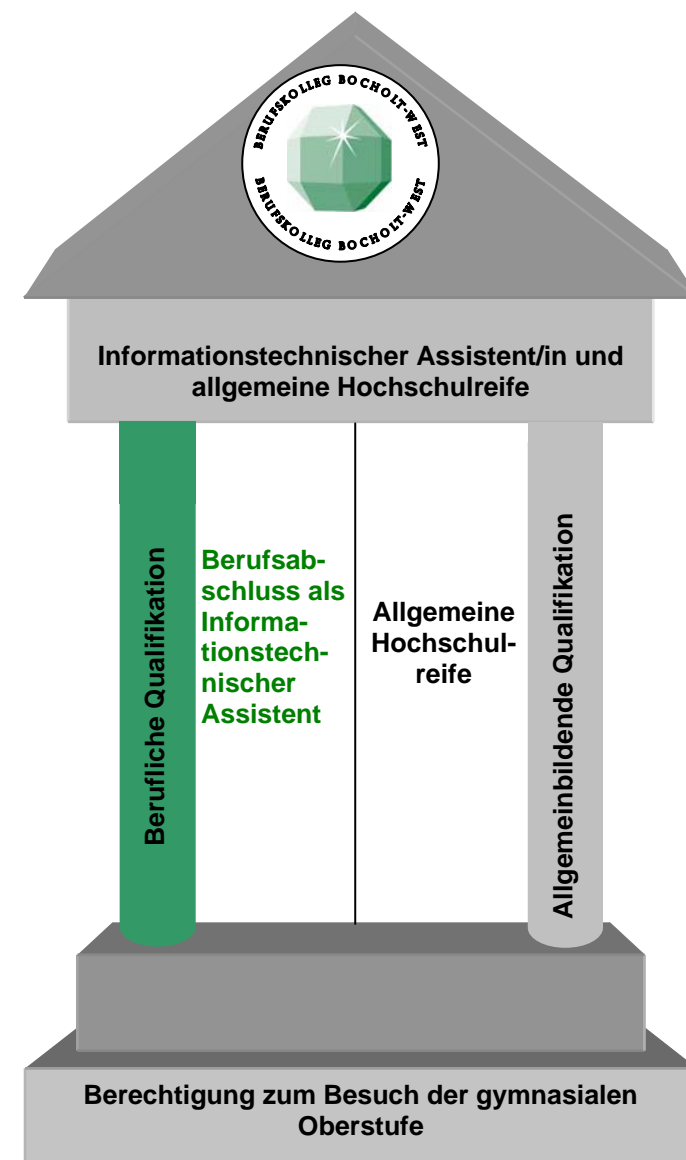 BERUFSKOLLEG BOCHOLT-WEST
BERUFSKOLLEG BOCHOLT-WEST
Informationstechnischer Assistent/in und
allgemeine Hochschulreife
Berufliche Qualifikation
Berufsab-
schluss als
Informa-
tionstech-
nischer
Assistent
Allgemeine
Hochschul-
reife
Allgemeinbildende Qualifikation
Berechtigung zum Besuch der gymnasialen
Oberstufe